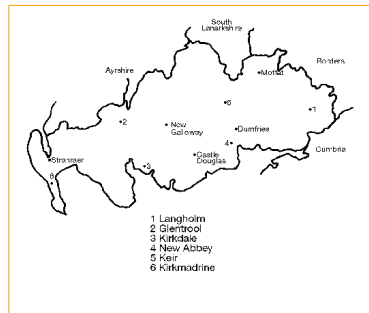 South
Lanarkshire
Borders
Ayrshire
Moffat
5
1
2
New
Galloway
Dumfries
4
Cumbria
Castle
Douglas
Stranraer
3
6
1 Langholm
2 Glentrool
3 Kirkdale
4 New Abbey
5 Keir
6 Kirkmadrine